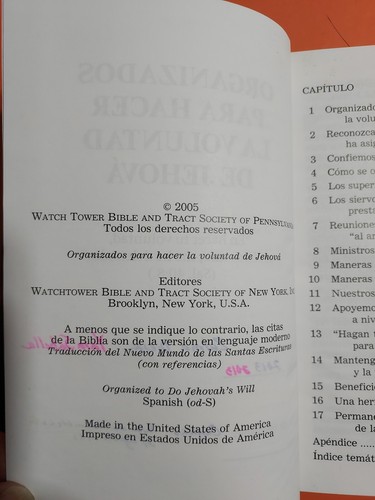 © 2005
WATCH TOWER BIBLE AND TRACT SOCIETY OF PENNSYLVANIA
Todos los derechos reservados
Organizados para hacer la voluntad de Jehová
Editores
WATCHTOWER BIBLE AND TRACT SOCIETY OF NEW YORK,
Brooklyn, New York, U.S.A.
A menos que se indique lo contrario, las citas
de la Biblia son de la versión en lenguaje moderno
Traducción del Nuevo Mundo de las Santas Escrituras
(con referencias)
Organized to Do Jehovah's Will
Spanish (od-S)
Made in the United States of America
Impreso en Estados Unidos de América
CAPÍTULO
1 Organizado
la volu
2 Reconozca
ha asig
3 Confiemos
4 Cómo se o
5 Los super
6 Los siervo
presta
7 Reunione
"al ar
8 Ministros
9 Maneras
10 Maneras
11 Nuestros
12 Apoyemo
a niv
13 "Hagan t
para
14 Manteng
y la
15 Benefici
16 Una her
17 Permane
de la
Apéndice .....
Índice temát